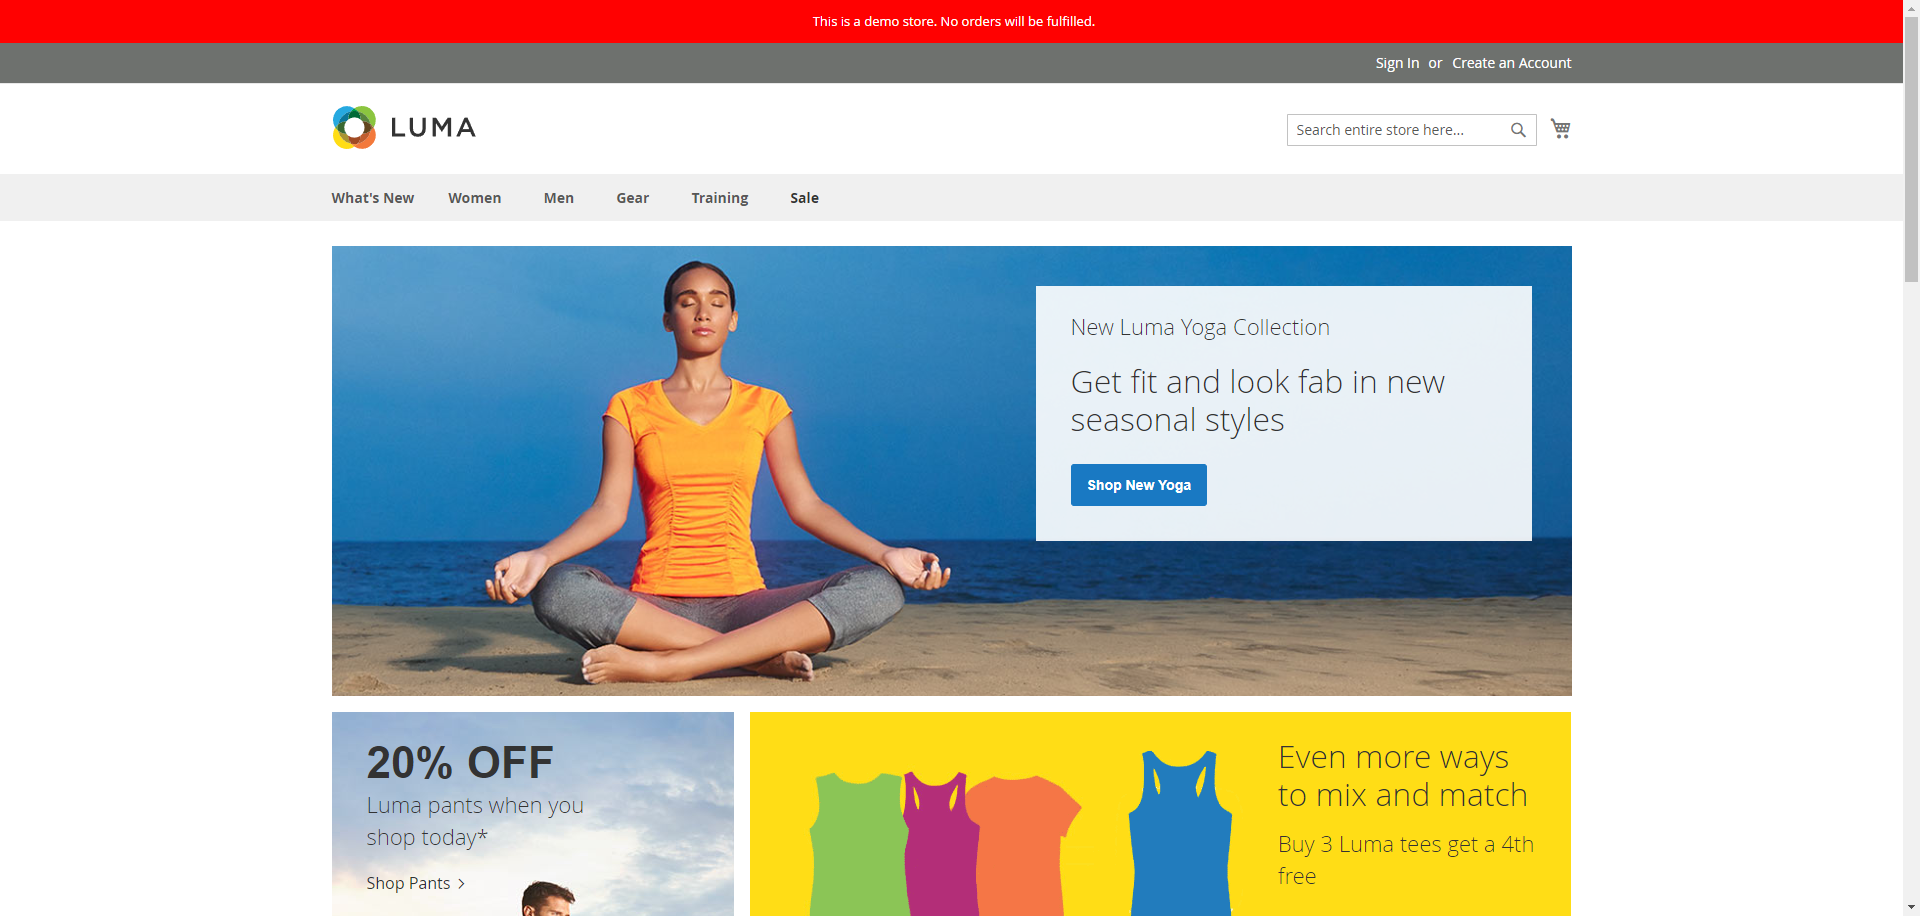 This is a demo store. No orders will be fulfilled.
Sign In or Create an Account
LUMA
Search entire store here...
What's New Women Men Gear Training Sale
New Luma Yoga Collection
Get fit and look fab in new
seasonal styles
Shop New Yoga
20% OFF
Luma pants when you
shop today*
Shop Pants
Even more ways
to mix and match
Buy 3 Luma tees get a 4th
free